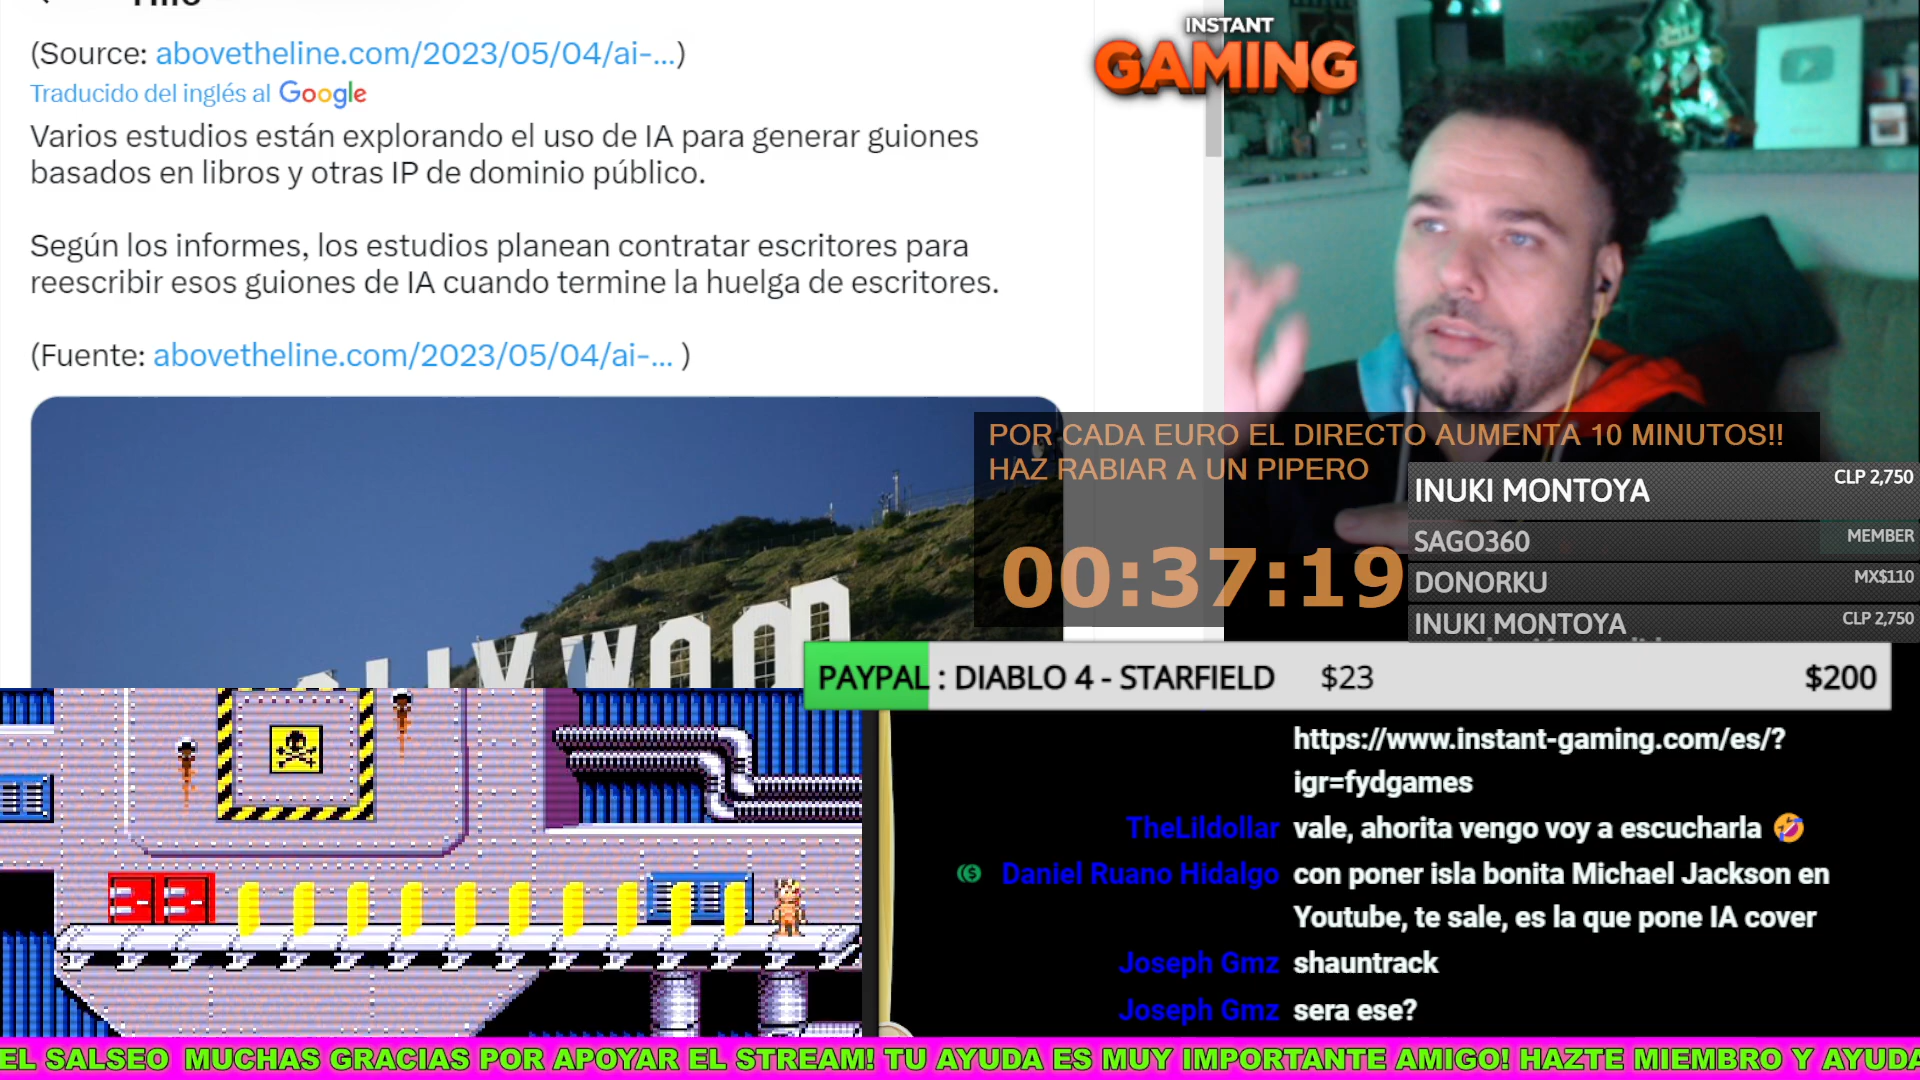 (Source: abovetheline.com/2023/05/04/ai-...)
Traducido del inglés al Google
Varios estudios están explorando el uso de IA para generar guiones
basados en libros y otras IP de dominio público.
Según los informes, los estudios planean contratar escritores para
reescribir esos guiones de IA cuando termine la huelga de escritores.
(Fuente: abovetheline.com/2023/05/04/ai-... )
INSTANT
GAMING
POR CADA EURO EL DIRECTO AUMENTA 10 MINUTOS!!
HAZ RABIAR A UN PIPERO
00:37:19
INUKI MONTOYA CLP 2,750
SAGO360 MEMBER
DONORKU MX$110
INUKI MONTOYA CLP 2,750
PAYPAL : DIABLO 4 - STARFIELD $23 $200
https://www.instant-gaming.com/es/?
igr=fydgames
TheLildollar vale, ahorita vengo voy a escucharla 🤣
Daniel Ruano Hidalgo con poner isla bonita Michael Jackson en
Youtube, te sale, es la que pone IA cover
Joseph Gmz shauntrack
Joseph Gmz sera ese?
EL SALSEO MUCHAS GRACIAS POR APOYAR EL STREAM! TU AYUDA ES MUY IMPORTANTE AMIGO! HAZTE MIEMBRO Y AYUDA